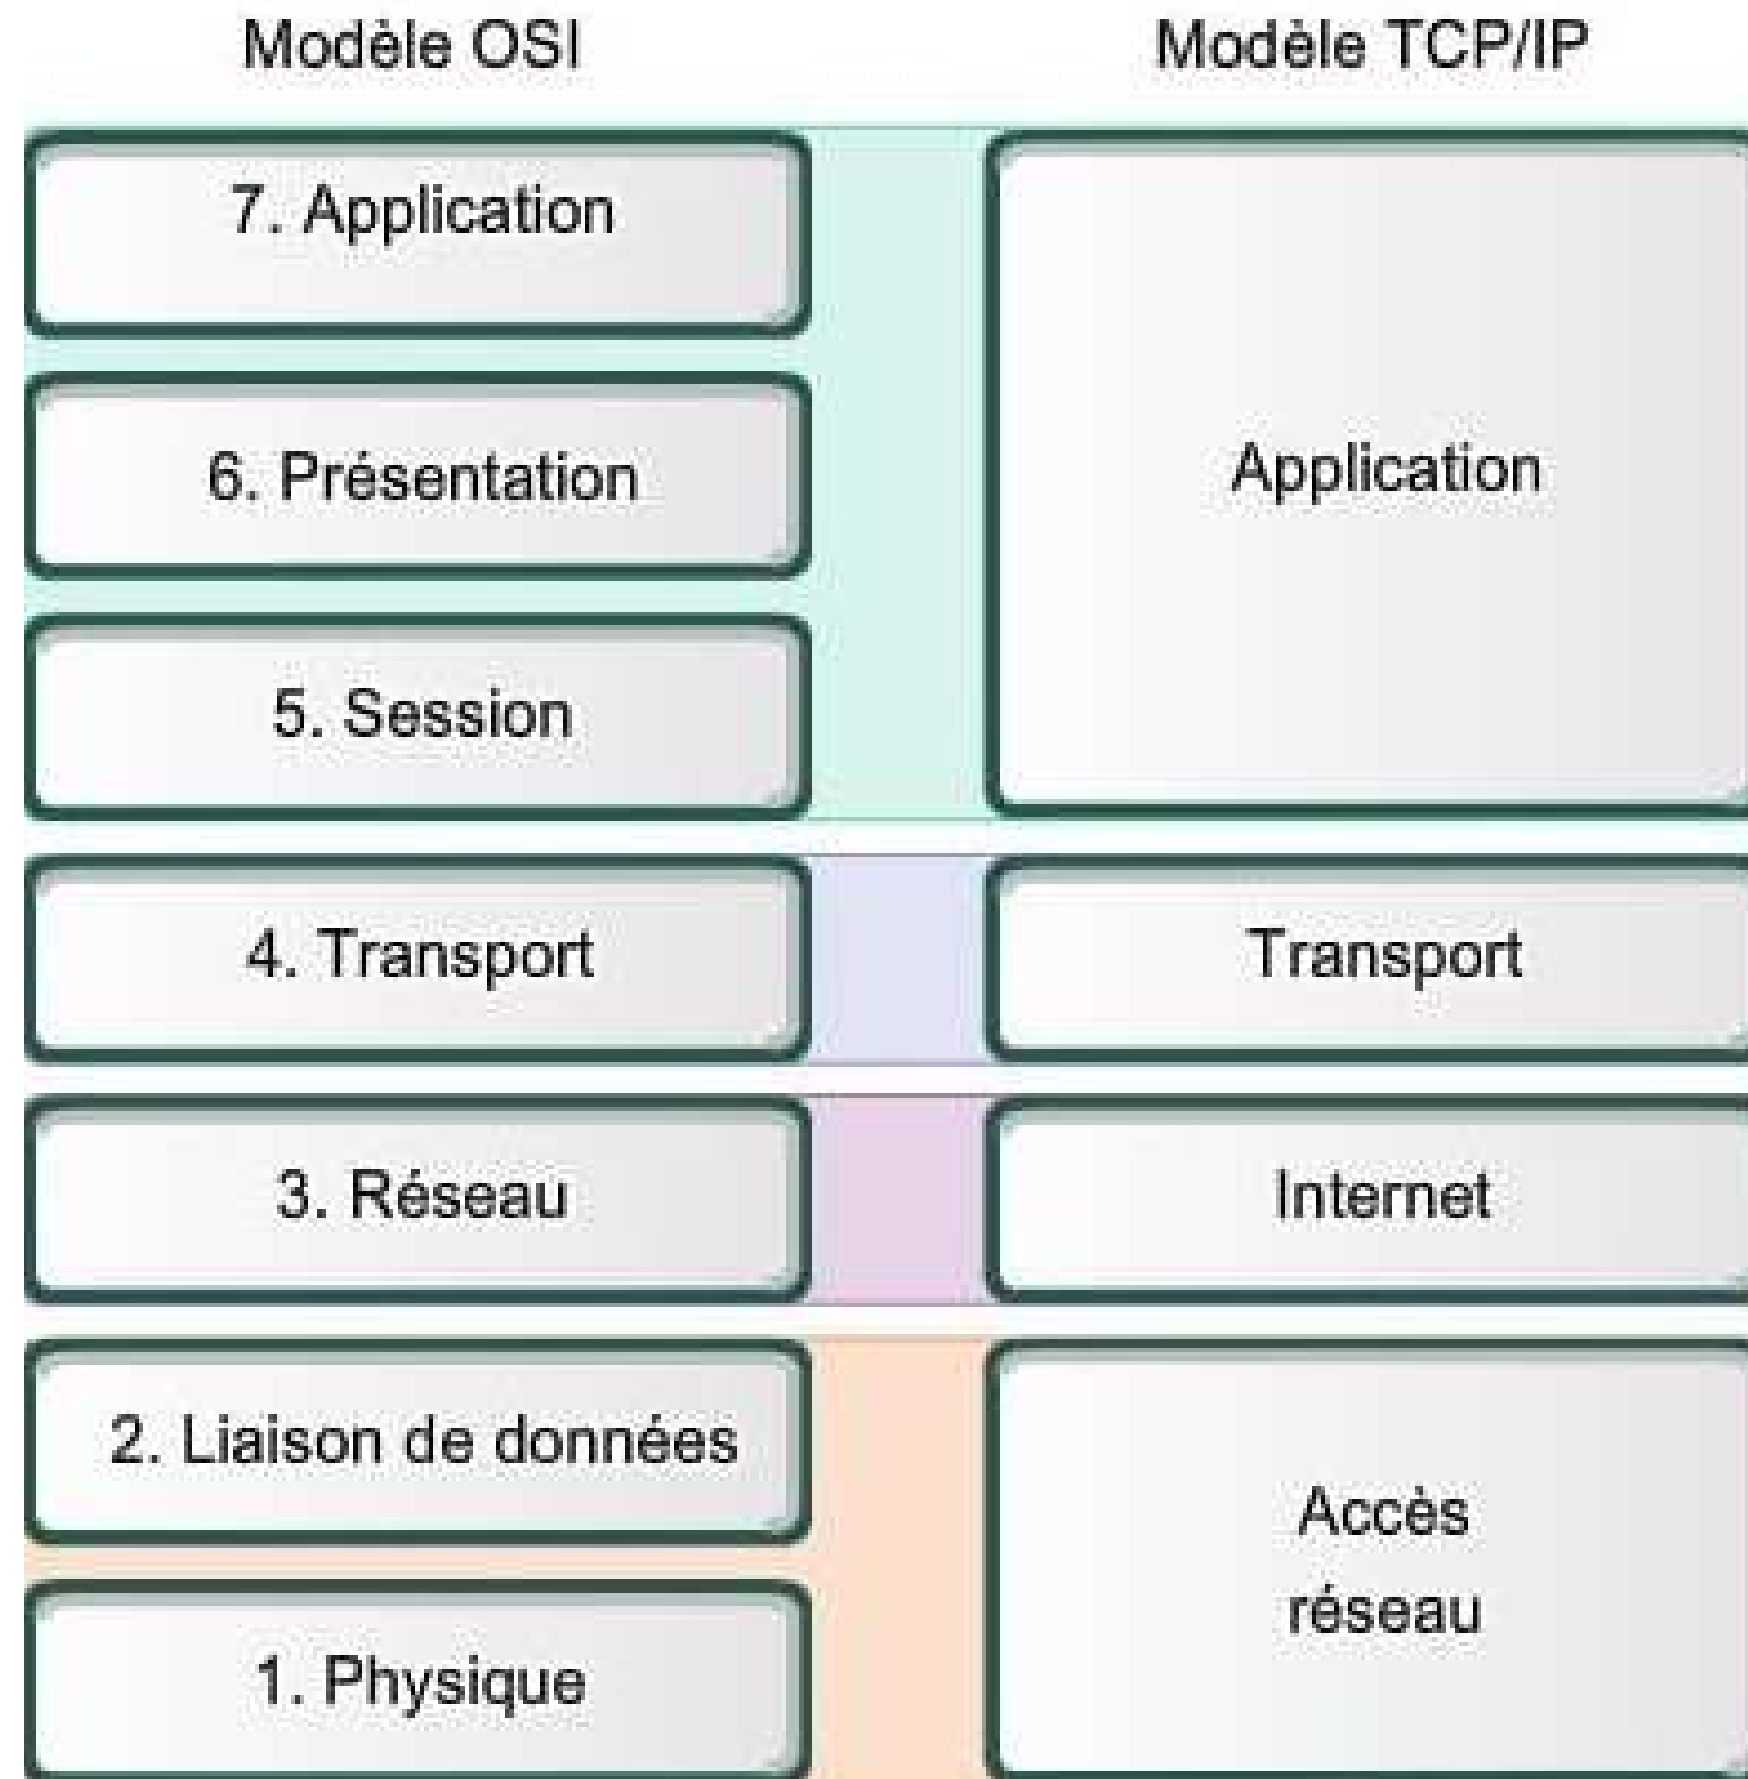 Modèle OSI
Modèle TCP/IP
7. Application
6. Présentation
5. Session
4. Transport
3. Réseau
2. Liaison de données
1. Physique
Application
Transport
Internet
Accès
réseau